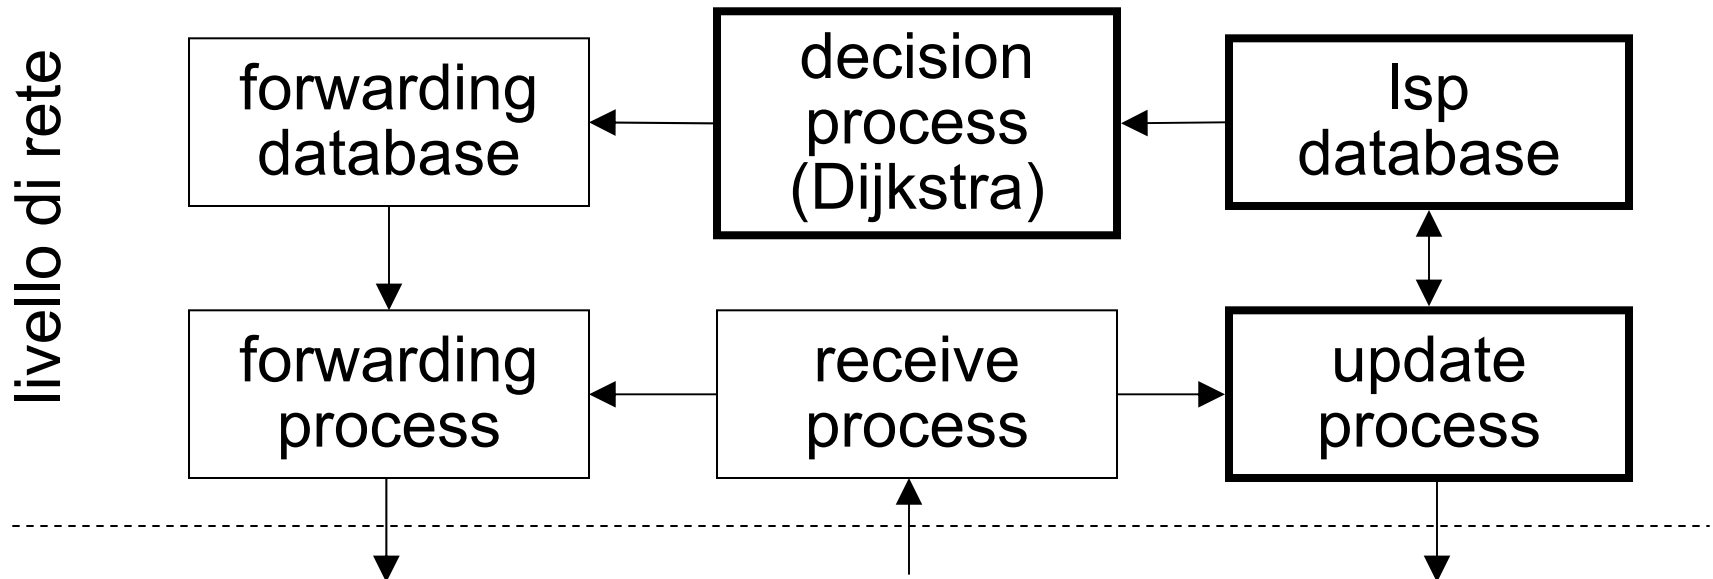 livello di rete
forwarding
database
decision
process
(Dijkstra)
lsp
database
forwarding
process
receive
process
update
process